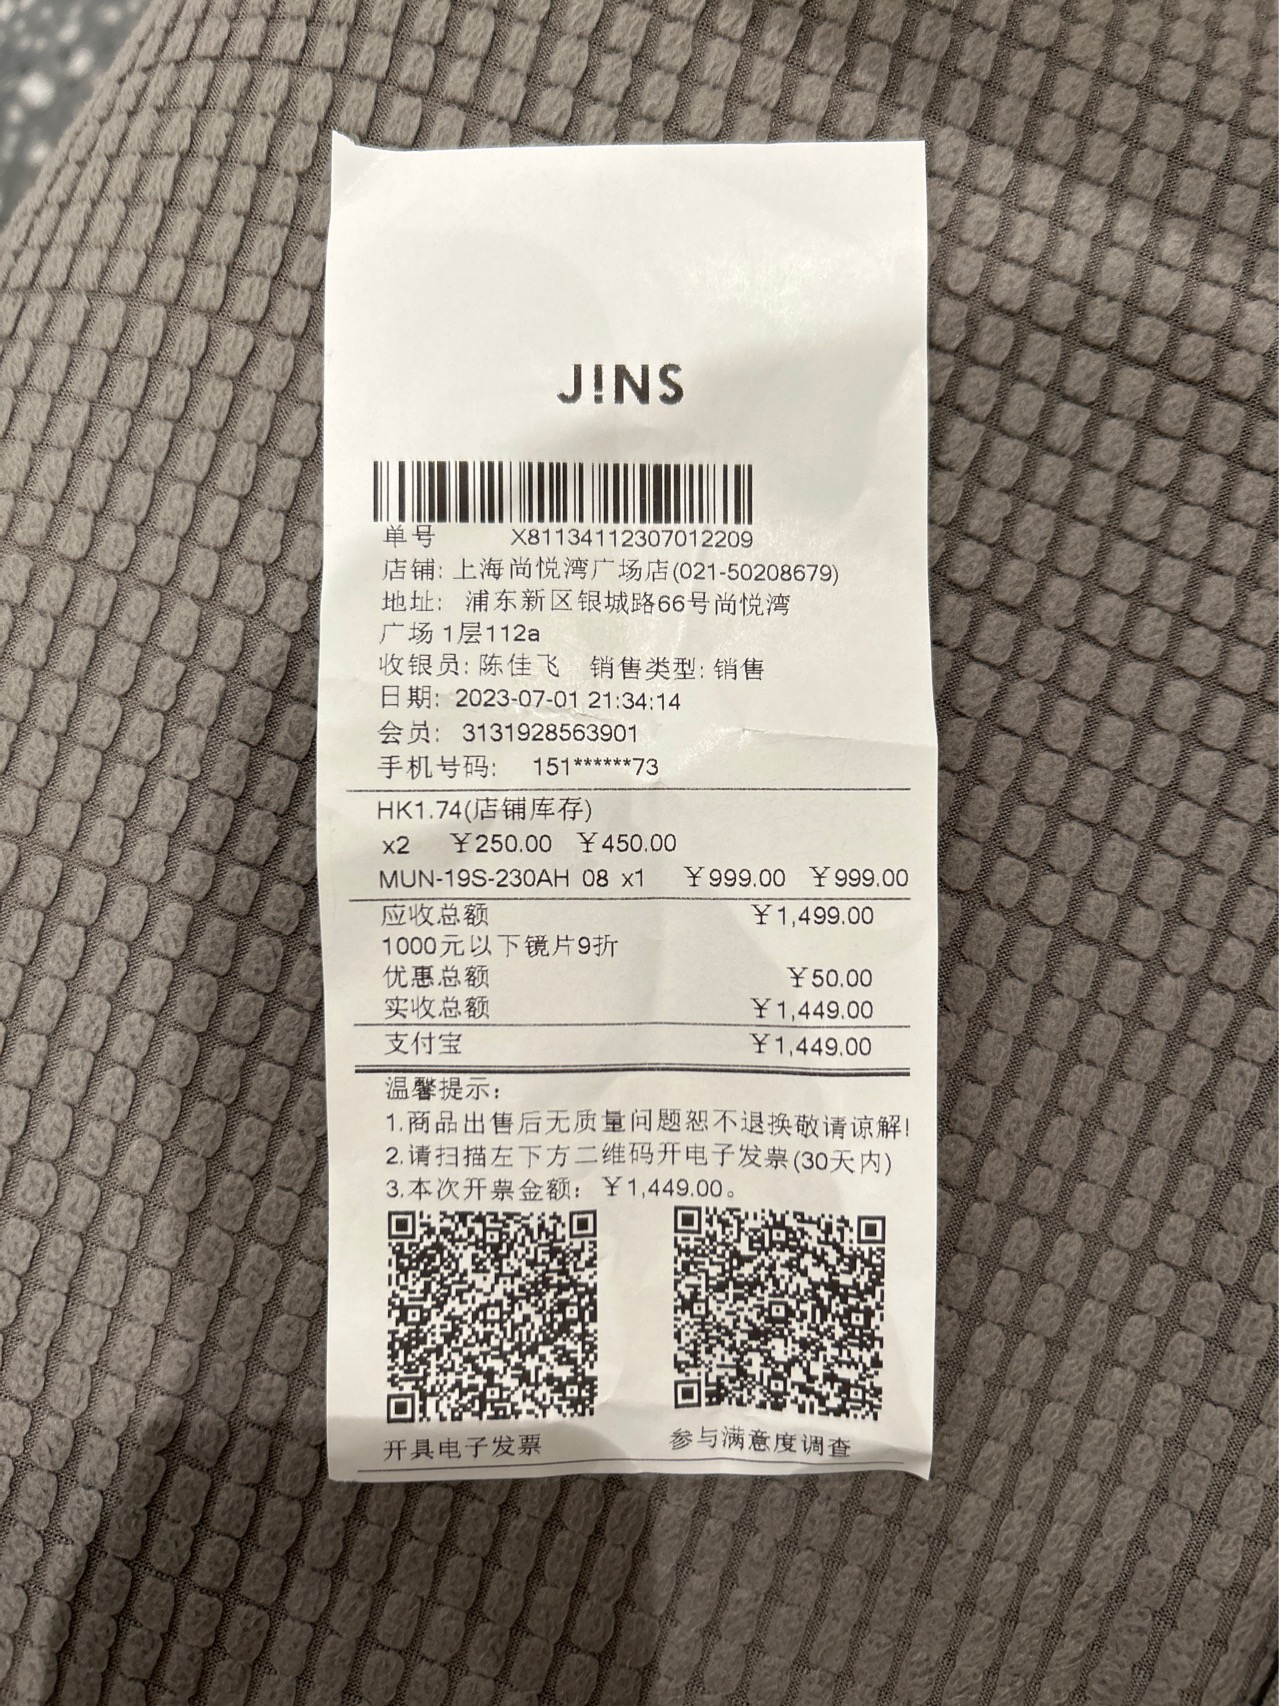 J!NS
单号 X81134112307012209
店铺: 上海尚悦湾广场店(021-50208679)
地址: 浦东新区银城路66号尚悦湾
广场 1层112a
收银员: 陈佳飞 销售类型: 销售
日期: 2023-07-01 21:34:14
会员: 3131928563901
手机号码: 151******73
HK1.74(店铺库存)
x2 ￥250.00 ￥450.00
MUN-19S-230AH 08 x1 ￥999.00 ￥999.00
应收总额 ￥1,499.00
1000元以下镜片9折
优惠总额 ￥50.00
实收总额 ￥1,449.00
支付宝 ￥1,449.00
温馨提示:
1.商品出售后无质量问题恕不退换敬请谅解!
2.请扫描左下方二维码开电子发票(30天内)
3.本次开票金额: ￥1,449.00。
开具电子发票 参与满意度调查